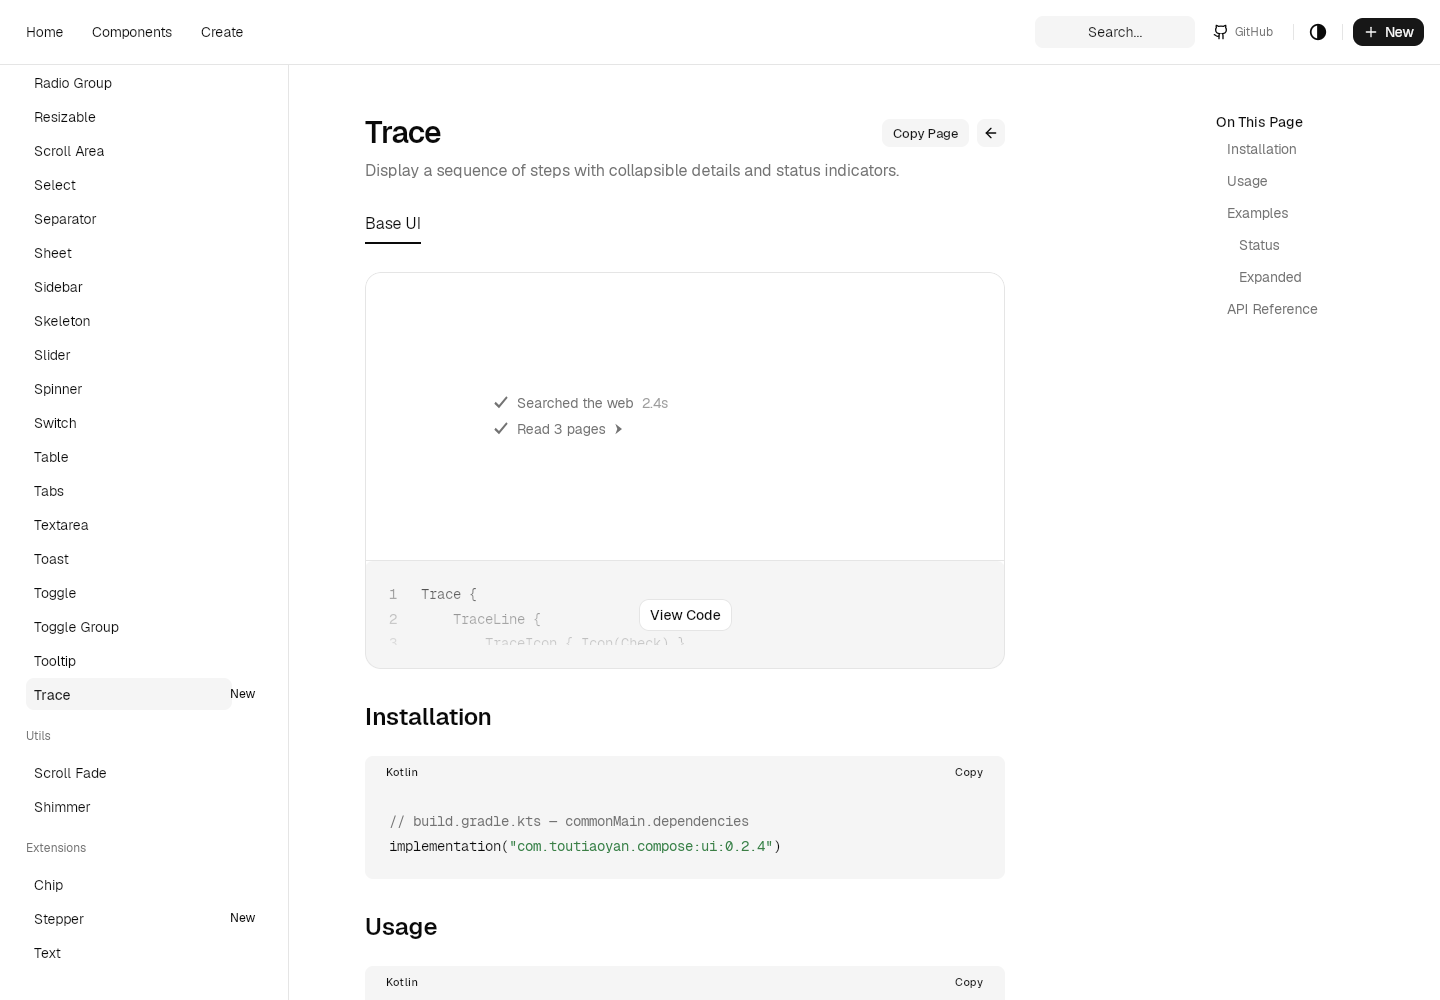 Home
Components
Create
Search...
GitHub
New
Radio Group
Resizable
Scroll Area
Select
Separator
Sheet
Sidebar
Skeleton
Slider
Spinner
Switch
Table
Tabs
Textarea
Toast
Toggle
Toggle Group
Tooltip
Trace New
Utils
Scroll Fade
Shimmer
Extensions
Chip
Stepper New
Text
Trace
Copy Page
Display a sequence of steps with collapsible details and status indicators.
Base UI
Searched the web 2.4s
Read 3 pages
1 Trace {
2 TraceLine {
3 TraceIcon { Icon(Check) }
View Code
Installation
Kotlin
Copy
// build.gradle.kts — commonMain.dependencies
implementation("com.toutiaoyan.compose:ui:0.2.4")
Usage
Kotlin
Copy
On This Page
Installation
Usage
Examples
Status
Expanded
API Reference